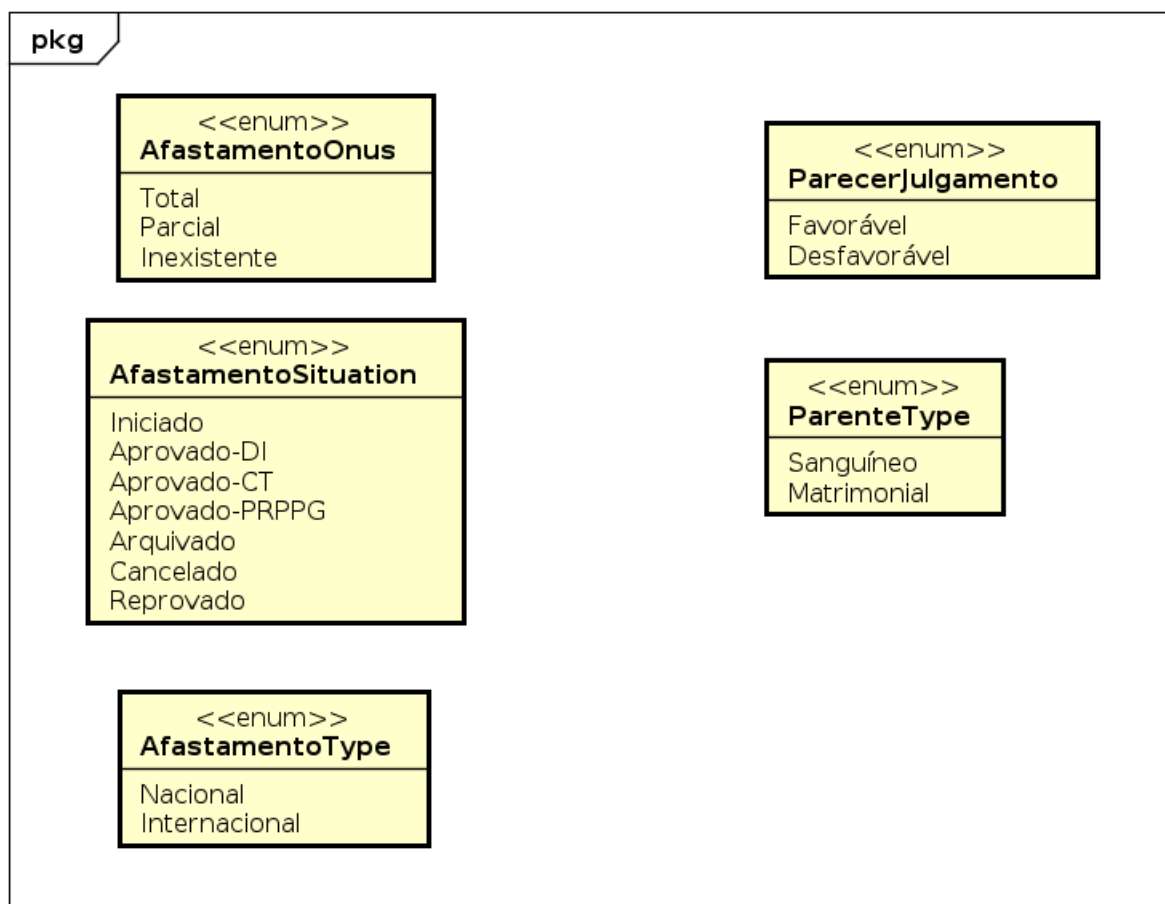 pkg
<<enum>>
AfastamentoOnus
Total
Parcial
Inexistente
<<enum>>
AfastamentoSituation
Iniciado
Aprovado-DI
Aprovado-CT
Aprovado-PRPPG
Arquivado
Cancelado
Reprovado
<<enum>>
AfastamentoType
Nacional
Internacional
<<enum>>
ParecerJulgamento
Favorável
Desfavorável
<<enum>>
ParenteType
Sanguíneo
Matrimonial